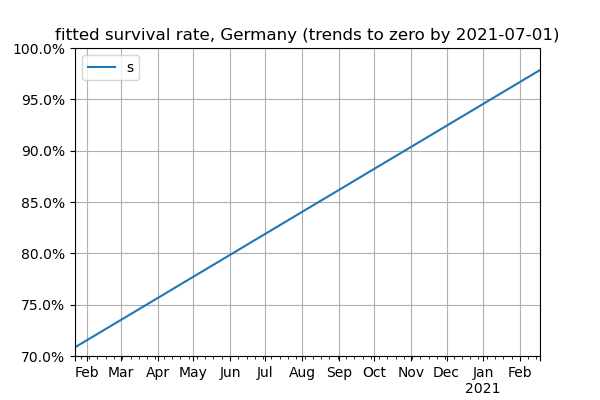 fitted survival rate, Germany (trends to zero by 2021-07-01)
100.0%
s
95.0%
90.0%
85.0%
80.0%
75.0%
70.0%
Feb Mar Apr May Jun Jul Aug Sep Oct Nov Dec Jan Feb
2021